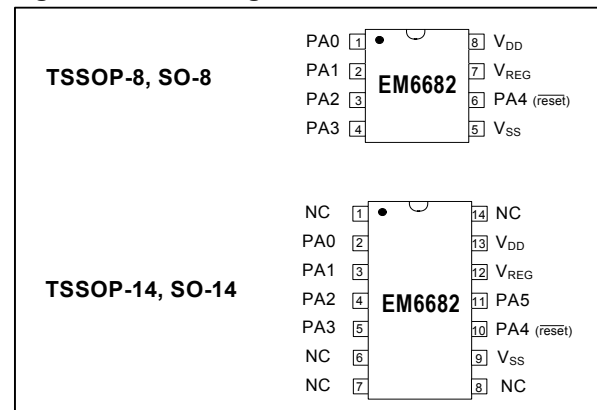 PA0 1 8 VDD
PA1 2 7 VREG
TSSOP-8, SO-8 EM6682
PA2 3 6 PA4 (reset)
PA3 4 5 VSS
NC 1 14 NC
PA0 2 13 VDD
PA1 3 12 VREG
TSSOP-14, SO-14 PA2 4 EM6682 11 PA5
PA3 5 10 PA4 (reset)
NC 6 9 VSS
NC 7 8 NC